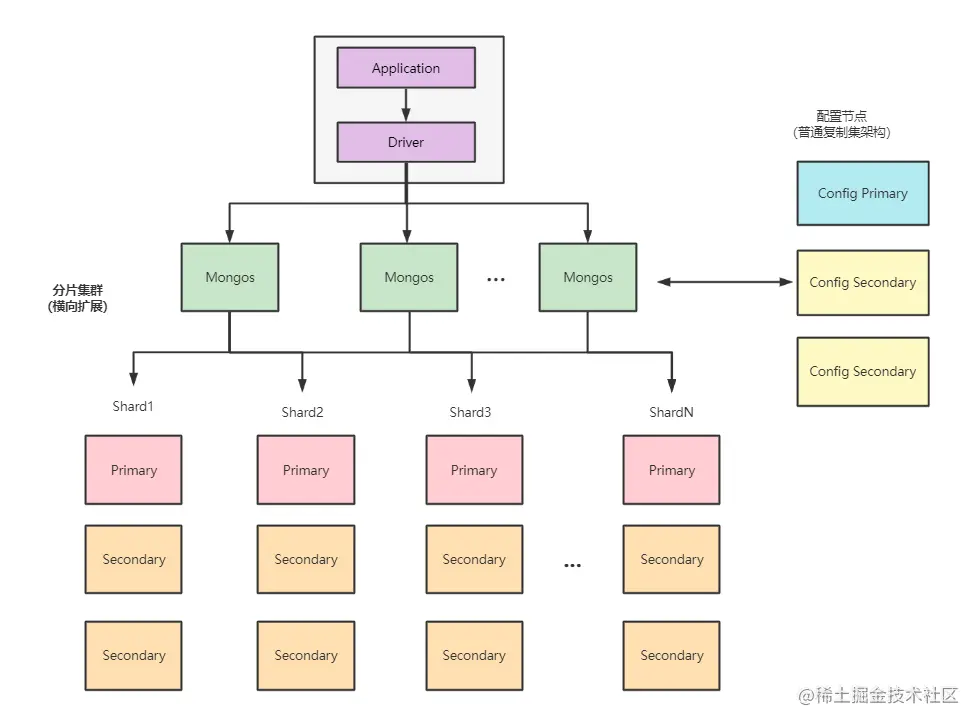 Application
Driver
配置节点
(普通复制集架构)
Config Primary
Mongos
Mongos
...
Mongos
Config Secondary
分片集群
(横向扩展)
Config Secondary
Shard1
Shard2
Shard3
ShardN
Primary
Primary
Primary
Primary
Secondary
Secondary
Secondary
...
Secondary
Secondary
Secondary
Secondary
Secondary
@稀土掘金技术社区